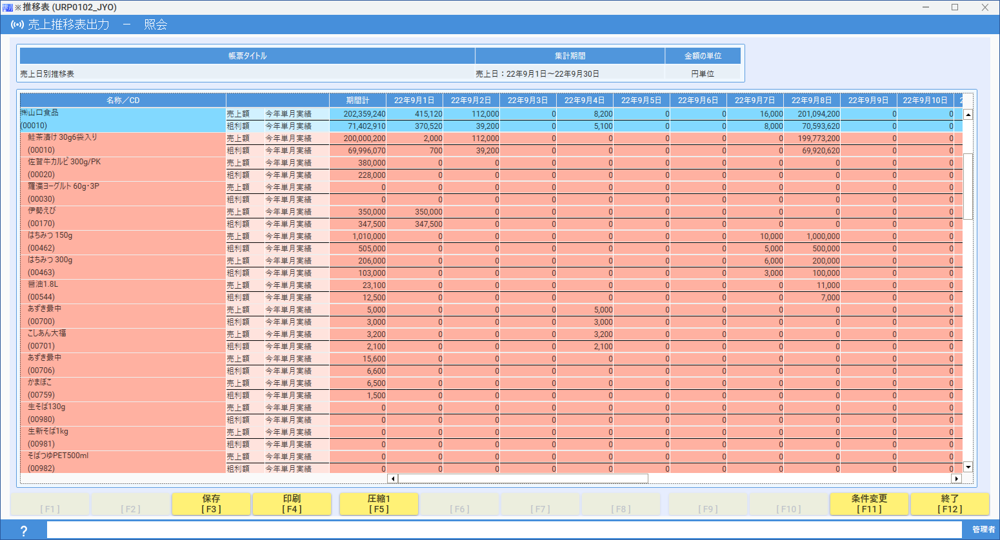 ※推移表 (URP0102_JYO)
売上推移表出力 － 照会
帳票タイトル 集計期間 金額の単位
売上日別推移表 売上日：22年9月1日～22年9月30日 円単位
名称／CD 期間計 22年9月1日 22年9月2日 22年9月3日 22年9月4日 22年9月5日 22年9月6日 22年9月7日 22年9月8日 22年9月9日 22年9月10日 2
㈱山口食品 売上額 今年単月実績 202,359,240 415,120 112,000 0 8,200 0 0 16,000 201,094,200 0 0
(00010) 粗利額 今年単月実績 71,402,910 370,520 39,200 0 5,100 0 0 8,000 70,593,620 0 0
鮭茶漬け 30g6袋入り 売上額 今年単月実績 200,000,200 2,000 112,000 0 0 0 0 0 199,773,200 0 0
(00010) 粗利額 今年単月実績 69,996,070 700 39,200 0 0 0 0 0 69,920,620 0 0
佐賀牛カルビ 300g/PK 売上額 今年単月実績 380,000 0 0 0 0 0 0 0 0 0 0
(00020) 粗利額 今年単月実績 228,000 0 0 0 0 0 0 0 0 0 0
羅漢ヨーグルト 60g･3P 売上額 今年単月実績 0 0 0 0 0 0 0 0 0 0 0
(00030) 粗利額 今年単月実績 0 0 0 0 0 0 0 0 0 0 0
伊勢えび 売上額 今年単月実績 350,000 350,000 0 0 0 0 0 0 0 0 0
(00170) 粗利額 今年単月実績 347,500 347,500 0 0 0 0 0 0 0 0 0
はちみつ 150g 売上額 今年単月実績 1,010,000 0 0 0 0 0 0 10,000 1,000,000 0 0
(00462) 粗利額 今年単月実績 505,000 0 0 0 0 0 0 5,000 500,000 0 0
はちみつ 300g 売上額 今年単月実績 206,000 0 0 0 0 0 0 6,000 200,000 0 0
(00463) 粗利額 今年単月実績 103,000 0 0 0 0 0 0 3,000 100,000 0 0
醤油1.8L 売上額 今年単月実績 23,100 0 0 0 0 0 0 0 11,000 0 0
(00544) 粗利額 今年単月実績 12,500 0 0 0 0 0 0 0 7,000 0 0
あずき最中 売上額 今年単月実績 5,000 0 0 0 5,000 0 0 0 0 0 0
(00700) 粗利額 今年単月実績 3,000 0 0 0 3,000 0 0 0 0 0 0
こしあん大福 売上額 今年単月実績 3,200 0 0 0 3,200 0 0 0 0 0 0
(00701) 粗利額 今年単月実績 2,100 0 0 0 2,100 0 0 0 0 0 0
あずき最中 売上額 今年単月実績 15,600 0 0 0 0 0 0 0 0 0 0
(00706) 粗利額 今年単月実績 6,600 0 0 0 0 0 0 0 0 0 0
かまぼこ 売上額 今年単月実績 6,500 0 0 0 0 0 0 0 0 0 0
(00759) 粗利額 今年単月実績 1,500 0 0 0 0 0 0 0 0 0 0
生そば130g 売上額 今年単月実績 0 0 0 0 0 0 0 0 0 0 0
(00980) 粗利額 今年単月実績 0 0 0 0 0 0 0 0 0 0 0
生新そば1kg 売上額 今年単月実績 0 0 0 0 0 0 0 0 0 0 0
(00981) 粗利額 今年単月実績 0 0 0 0 0 0 0 0 0 0 0
そばつゆPET500ml 売上額 今年単月実績 0 0 0 0 0 0 0 0 0 0 0
(00982) 粗利額 今年単月実績 0 0 0 0 0 0 0 0 0 0 0
保存 印刷 圧縮1 条件変更 終了
[ F1 ] [ F2 ] [ F3 ] [ F4 ] [ F5 ] [ F6 ] [ F7 ] [ F8 ] [ F9 ] [ F10 ] [ F11 ] [ F12 ]
? 管理者